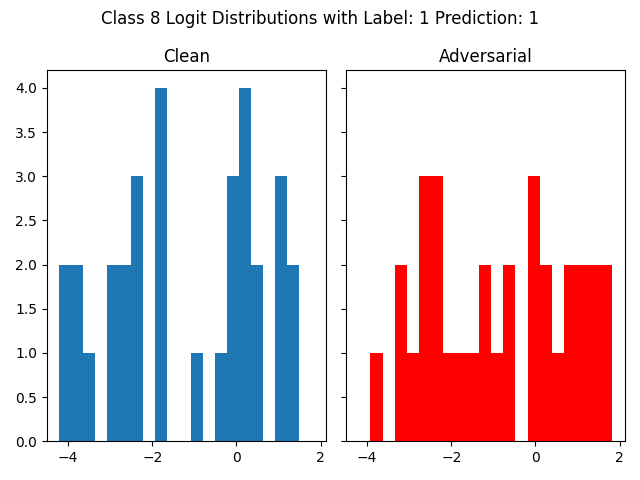 Class 8 Logit Distributions with Label: 1 Prediction: 1
Clean
Adversarial
4.0
3.5
3.0
2.5
2.0
1.5
1.0
0.5
0.0
−4 −2 0 2
−4 −2 0 2